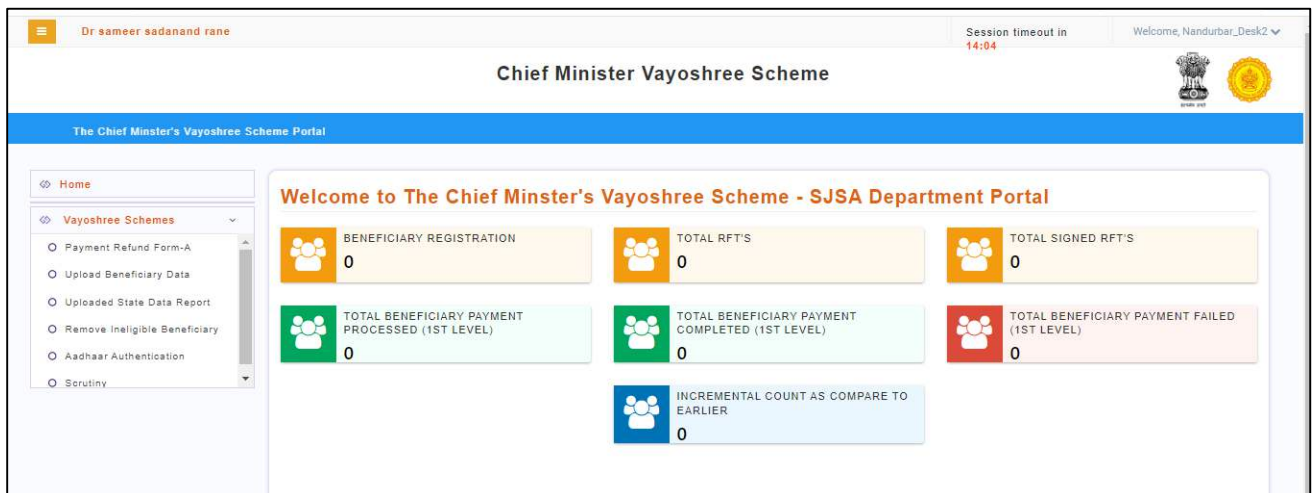 Dr sameer sadanand rane
Session timeout in
14:04
Welcome, Nandurbar_Desk2
Chief Minister Vayoshree Scheme
The Chief Minster's Vayoshree Scheme Portal
Home
Vayoshree Schemes
Payment Refund Form-A
Upload Beneficiary Data
Uploaded State Data Report
Remove Ineligible Beneficiary
Aadhaar Authentication
Scrutiny
Welcome to The Chief Minster's Vayoshree Scheme - SJSA Department Portal
BENEFICIARY REGISTRATION
0
TOTAL RFT'S
0
TOTAL SIGNED RFT'S
0
TOTAL BENEFICIARY PAYMENT
PROCESSED (1ST LEVEL)
0
TOTAL BENEFICIARY PAYMENT
COMPLETED (1ST LEVEL)
0
TOTAL BENEFICIARY PAYMENT FAILED
(1ST LEVEL)
0
INCREMENTAL COUNT AS COMPARE TO
EARLIER
0